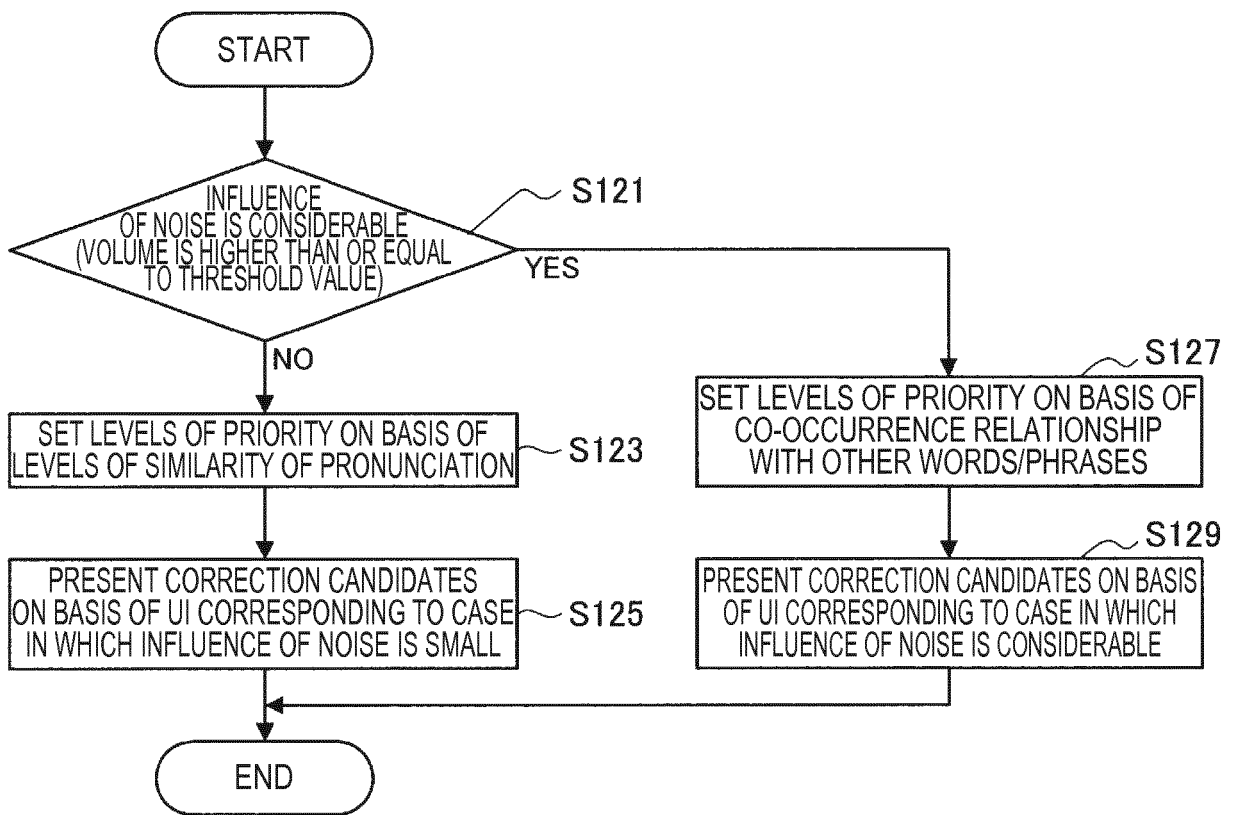 START
INFLUENCE
OF NOISE IS CONSIDERABLE
(VOLUME IS HIGHER THAN OR EQUAL
TO THRESHOLD VALUE)
S121
YES
NO
SET LEVELS OF PRIORITY ON BASIS OF
LEVELS OF SIMILARITY OF PRONUNCIATION
S123
PRESENT CORRECTION CANDIDATES
ON BASIS OF UI CORRESPONDING TO CASE
IN WHICH INFLUENCE OF NOISE IS SMALL
S125
S127
SET LEVELS OF PRIORITY ON BASIS OF
CO-OCCURRENCE RELATIONSHIP
WITH OTHER WORDS/PHRASES
S129
PRESENT CORRECTION CANDIDATES ON BASIS
OF UI CORRESPONDING TO CASE IN WHICH
INFLUENCE OF NOISE IS CONSIDERABLE
END